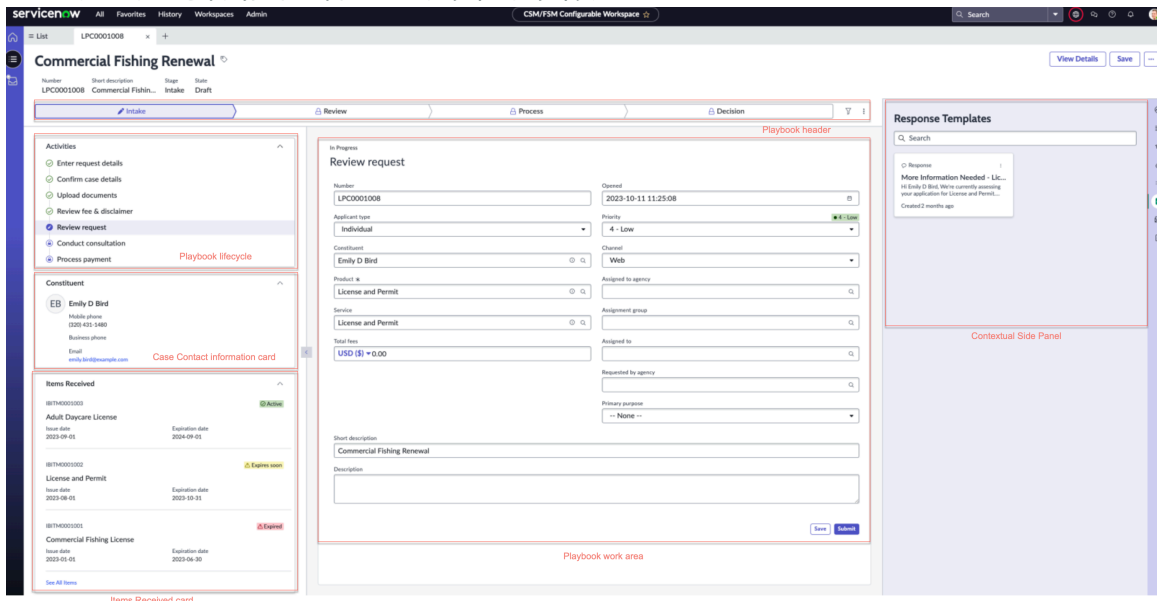 servicenow All Favorites History Workspaces Admin CSM/FSM Configurable Workspace Search
List LPC0001008 × +
Commercial Fishing Renewal View Details Save
Number Short description Stage State
LPC0001008 Commercial Fishin... Intake Draft
Intake Review Process Decision
Playbook header
Activities
Enter request details
Confirm case details
Upload documents
Review fee & disclaimer
Review request
Conduct consultation
Process payment
Playbook lifecycle
Constituent
EB Emily D Bird
Mobile phone
(320) 431-1480
Business phone
Email
emily.bird@example.com
Case Contact information card
Items Received
IBITM0001003 Active
Adult Daycare License
Issue date Expiration date
2023-09-01 2024-09-01
IBITM0001002 Expires soon
License and Permit
Issue date Expiration date
2023-08-01 2023-10-31
IBITM0001001 Expired
Commercial Fishing License
Issue date Expiration date
2023-01-01 2023-06-30
See All Items
Items Received card
In Progress
Review request
Number Opened
LPC0001008 2023-10-11 11:25:08
Applicant type Priority 4 - Low
Individual 4 - Low
Constituent Channel
Emily D Bird Web
Product Assigned to agency
License and Permit
Service Assignment group
License and Permit
Total fees Assigned to
USD ($) 0.00
Requested by agency
Primary purpose
-- None --
Short description
Commercial Fishing Renewal
Description
Save Submit
Playbook work area
Response Templates
Search
Response
More Information Needed - Lic...
Hi Emily D Bird, We're currently assessing
your application for License and Permit,...
Created 2 months ago
Contextual Side Panel